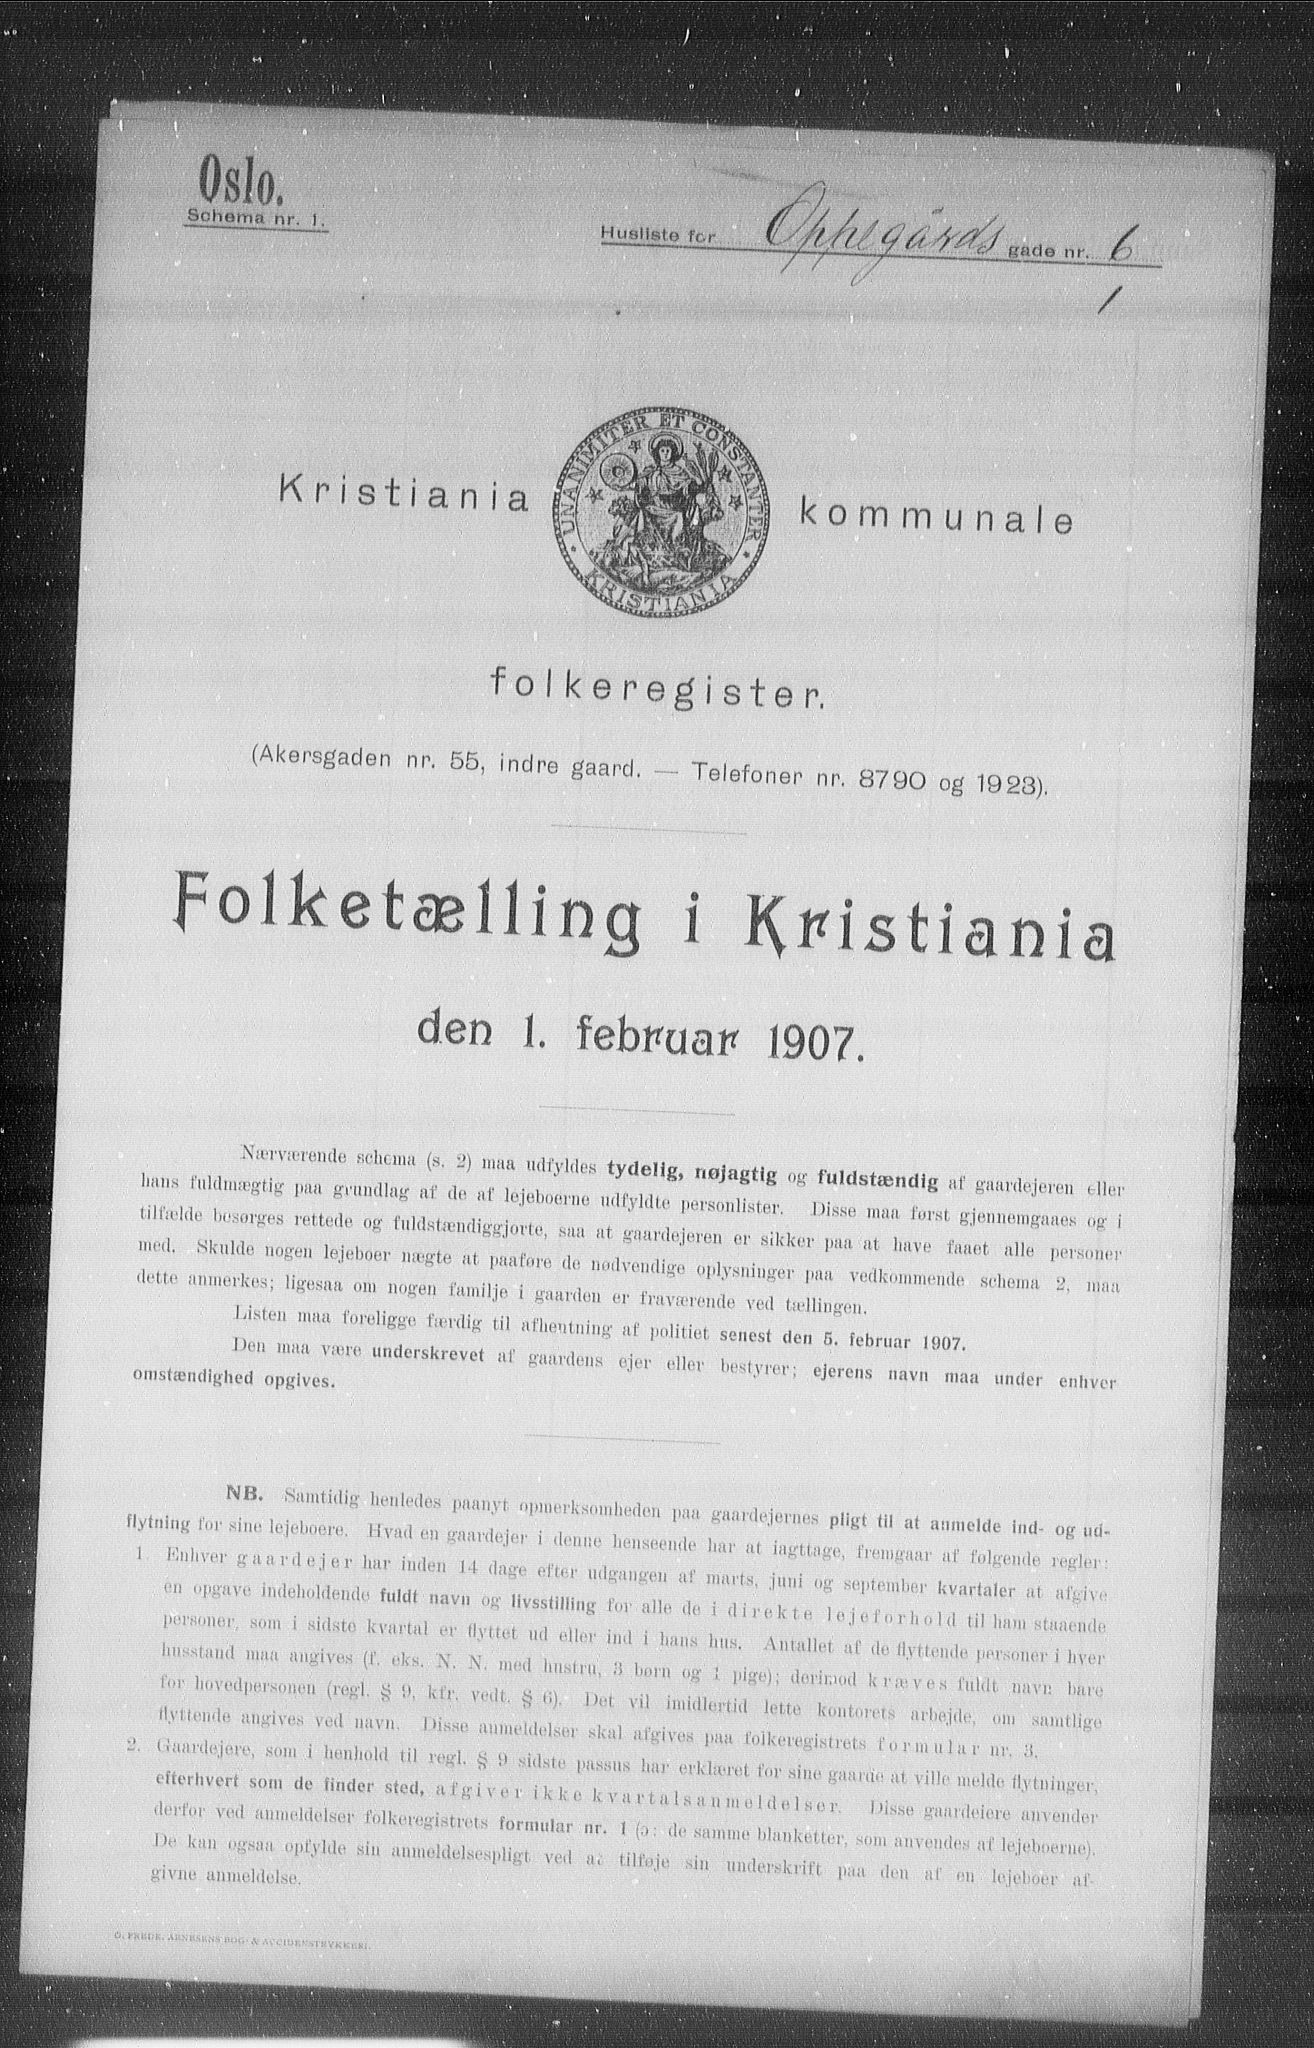 Oslo.
Schema nr. 1.
Husliste for Oppegårds gade nr. 6
1
UNANIMITER ET CONSTANTER
KRISTIANIA
Kristiania kommunale
folkeregister.
(Akersgaden nr. 55, indre gaard. — Telefoner nr. 8790 og 1923).
Folketælling i Kristiania
den 1. februar 1907.
Nærværende schema (s. 2) maa udfyldes tydelig, nøjagtig og fuldstændig af gaardejeren eller
hans fuldmægtig paa grundlag af de af lejeboerne udfyldte personlister. Disse maa først gjennemgaaes og i
tilfælde besørges rettede og fuldstændiggjorte, saa at gaardejeren er sikker paa at have faaet alle personer
med. Skulde nogen lejeboer nægte at paaføre de nødvendige oplysninger paa vedkommende schema 2, maa
dette anmerkes; ligesaa om nogen familje i gaarden er fraværende ved tællingen.
Listen maa foreligge færdig til afhentning af politiet senest den 5. februar 1907.
Den maa være underskrevet af gaardens ejer eller bestyrer; ejerens navn maa under enhver
omstændighed opgives.
NB. Samtidig henledes paanyt opmerksomheden paa gaardejernes pligt til at anmelde ind- og ud-
flytning for sine lejeboere. Hvad en gaardejer i denne henseende har at iagttage, fremgaar af følgende regler:
1. Enhver gaardejer har inden 14 dage efter udgangen af marts, juni og september kvartaler at afgive
en opgave indeholdende fuldt navn og livsstilling for alle de i direkte lejeforhold til ham staaende
personer, som i sidste kvartal er flyttet ud eller ind i hans hus. Antallet af de flyttende personer i hver
husstand maa angives (f. eks. N. N. med hustru, 3 børn og 1 pige); derimod kræves fuldt navn bare
for hovedpersonen (regl. § 9, kfr. vedt. § 6). Det vil imidlertid lette kontorets arbejde, om samtlige
flyttende angives ved navn. Disse anmeldelser skal afgives paa folkeregistrets formular nr. 3.
2. Gaardejere, som i henhold til regl. § 9 sidste passus har erklæret for sine gaarde at ville melde flytninger,
efterhvert som de finder sted, afgiver ikke kvartalsanmeldelser. Disse gaardeiere anvender
derfor ved anmeldelser folkeregistrets formular nr. 1 (ɔ: de samme blanketter, som anvendes af lejeboerne).
De kan ogsaa opfylde sin anmeldelsespligt ved at tilføje sin underskrift paa den af en lejeboer af-
givne anmeldelse.
O. FREDR. ARNESENS BOG- & ACCIDENSTRYKKERI.